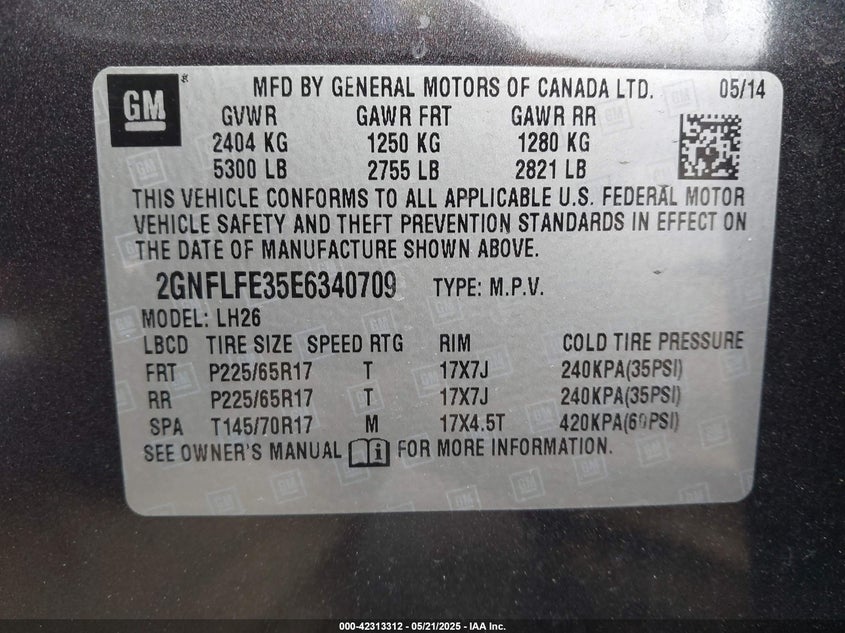 GM
MFD BY GENERAL MOTORS OF CANADA LTD. 05/14
GVWR GAWR FRT GAWR RR
2404 KG 1250 KG 1280 KG
5300 LB 2755 LB 2821 LB
THIS VEHICLE CONFORMS TO ALL APPLICABLE U.S. FEDERAL MOTOR
VEHICLE SAFETY AND THEFT PREVENTION STANDARDS IN EFFECT ON
THE DATE OF MANUFACTURE SHOWN ABOVE.
2GNFLFE35E6340709 TYPE: M.P.V.
MODEL: LH26
LBCD TIRE SIZE SPEED RTG RIM COLD TIRE PRESSURE
FRT P225/65R17 T 17X7J 240KPA(35PSI)
RR P225/65R17 T 17X7J 240KPA(35PSI)
SPA T145/70R17 M 17X4.5T 420KPA(60PSI)
SEE OWNER'S MANUAL i FOR MORE INFORMATION.
000-42313312 - 05/21/2025 - IAA Inc.